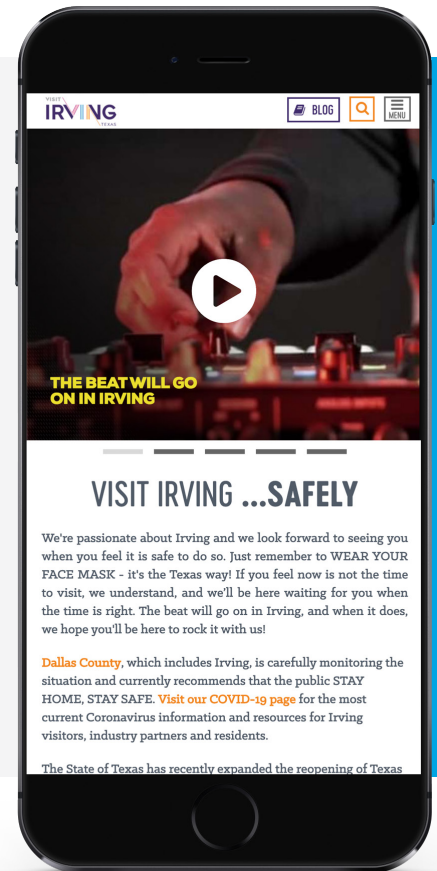 VISIT
IRVING
TEXAS
BLOG
MENU
THE BEAT WILL GO
ON IN IRVING
VISIT IRVING ...SAFELY
We're passionate about Irving and we look forward to seeing you
when you feel it is safe to do so. Just remember to WEAR YOUR
FACE MASK - it's the Texas way! If you feel now is not the time
to visit, we understand, and we'll be here waiting for you when
the time is right. The beat will go on in Irving, and when it does,
we hope you'll be here to rock it with us!
Dallas County, which includes Irving, is carefully monitoring the
situation and currently recommends that the public STAY
HOME, STAY SAFE. Visit our COVID-19 page for the most
current Coronavirus information and resources for Irving
visitors, industry partners and residents.
The State of Texas has recently expanded the reopening of Texas